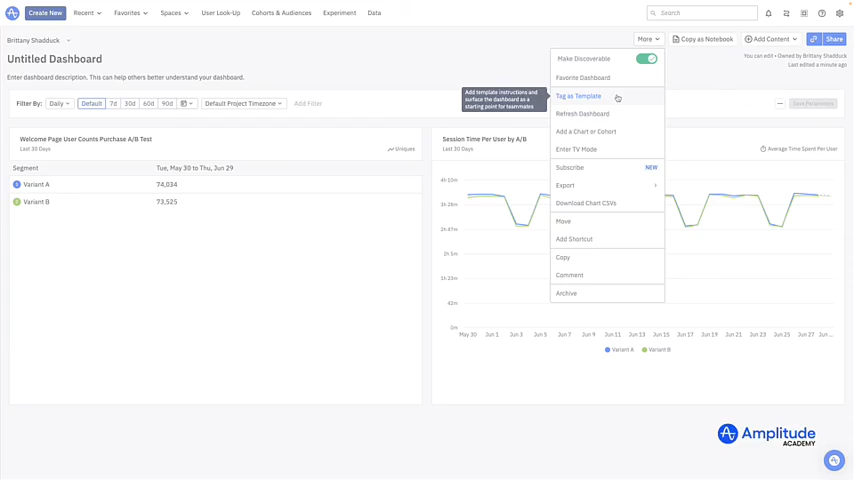 Create New
Recent
Favorites
Spaces
User Look-Up
Cohorts & Audiences
Experiment
Data
Search
Brittany Shadduck
More
Copy as Notebook
Add Content
Share
Untitled Dashboard
You can edit • Owned by Brittany Shadduck
Last edited a minute ago
Enter dashboard description. This can help others better understand your dashboard.
Filter By:
Daily
Default
7d
30d
60d
90d
Default Project Timezone
Add Filter
Save Parameters
Make Discoverable
Favorite Dashboard
Add template instructions and
surface the dashboard as a
starting point for teammates
Tag as Template
Refresh Dashboard
Add a Chart or Cohort
Enter TV Mode
Subscribe
NEW
Export
Download Chart CSVs
Move
Add Shortcut
Copy
Comment
Archive
Welcome Page User Counts Purchase A/B Test
Last 30 Days
Uniques
Segment
Tue, May 30 to Thu, Jun 29
Variant A
74,034
Variant B
73,525
Session Time Per User by A/B
Last 30 Days
Average Time Spent Per User
4h 10m
3h 28m
2h 47m
2h 5m
1h 23m
42m
0m
May 30
Jun 1
Jun 3
Jun 5
Jun 7
Jun 9
Jun 11
Jun 13
Jun 15
Jun 17
Jun 19
Jun 21
Jun 23
Jun 25
Jun 27
Jun ...
Variant A
Variant B
Amplitude
ACADEMY